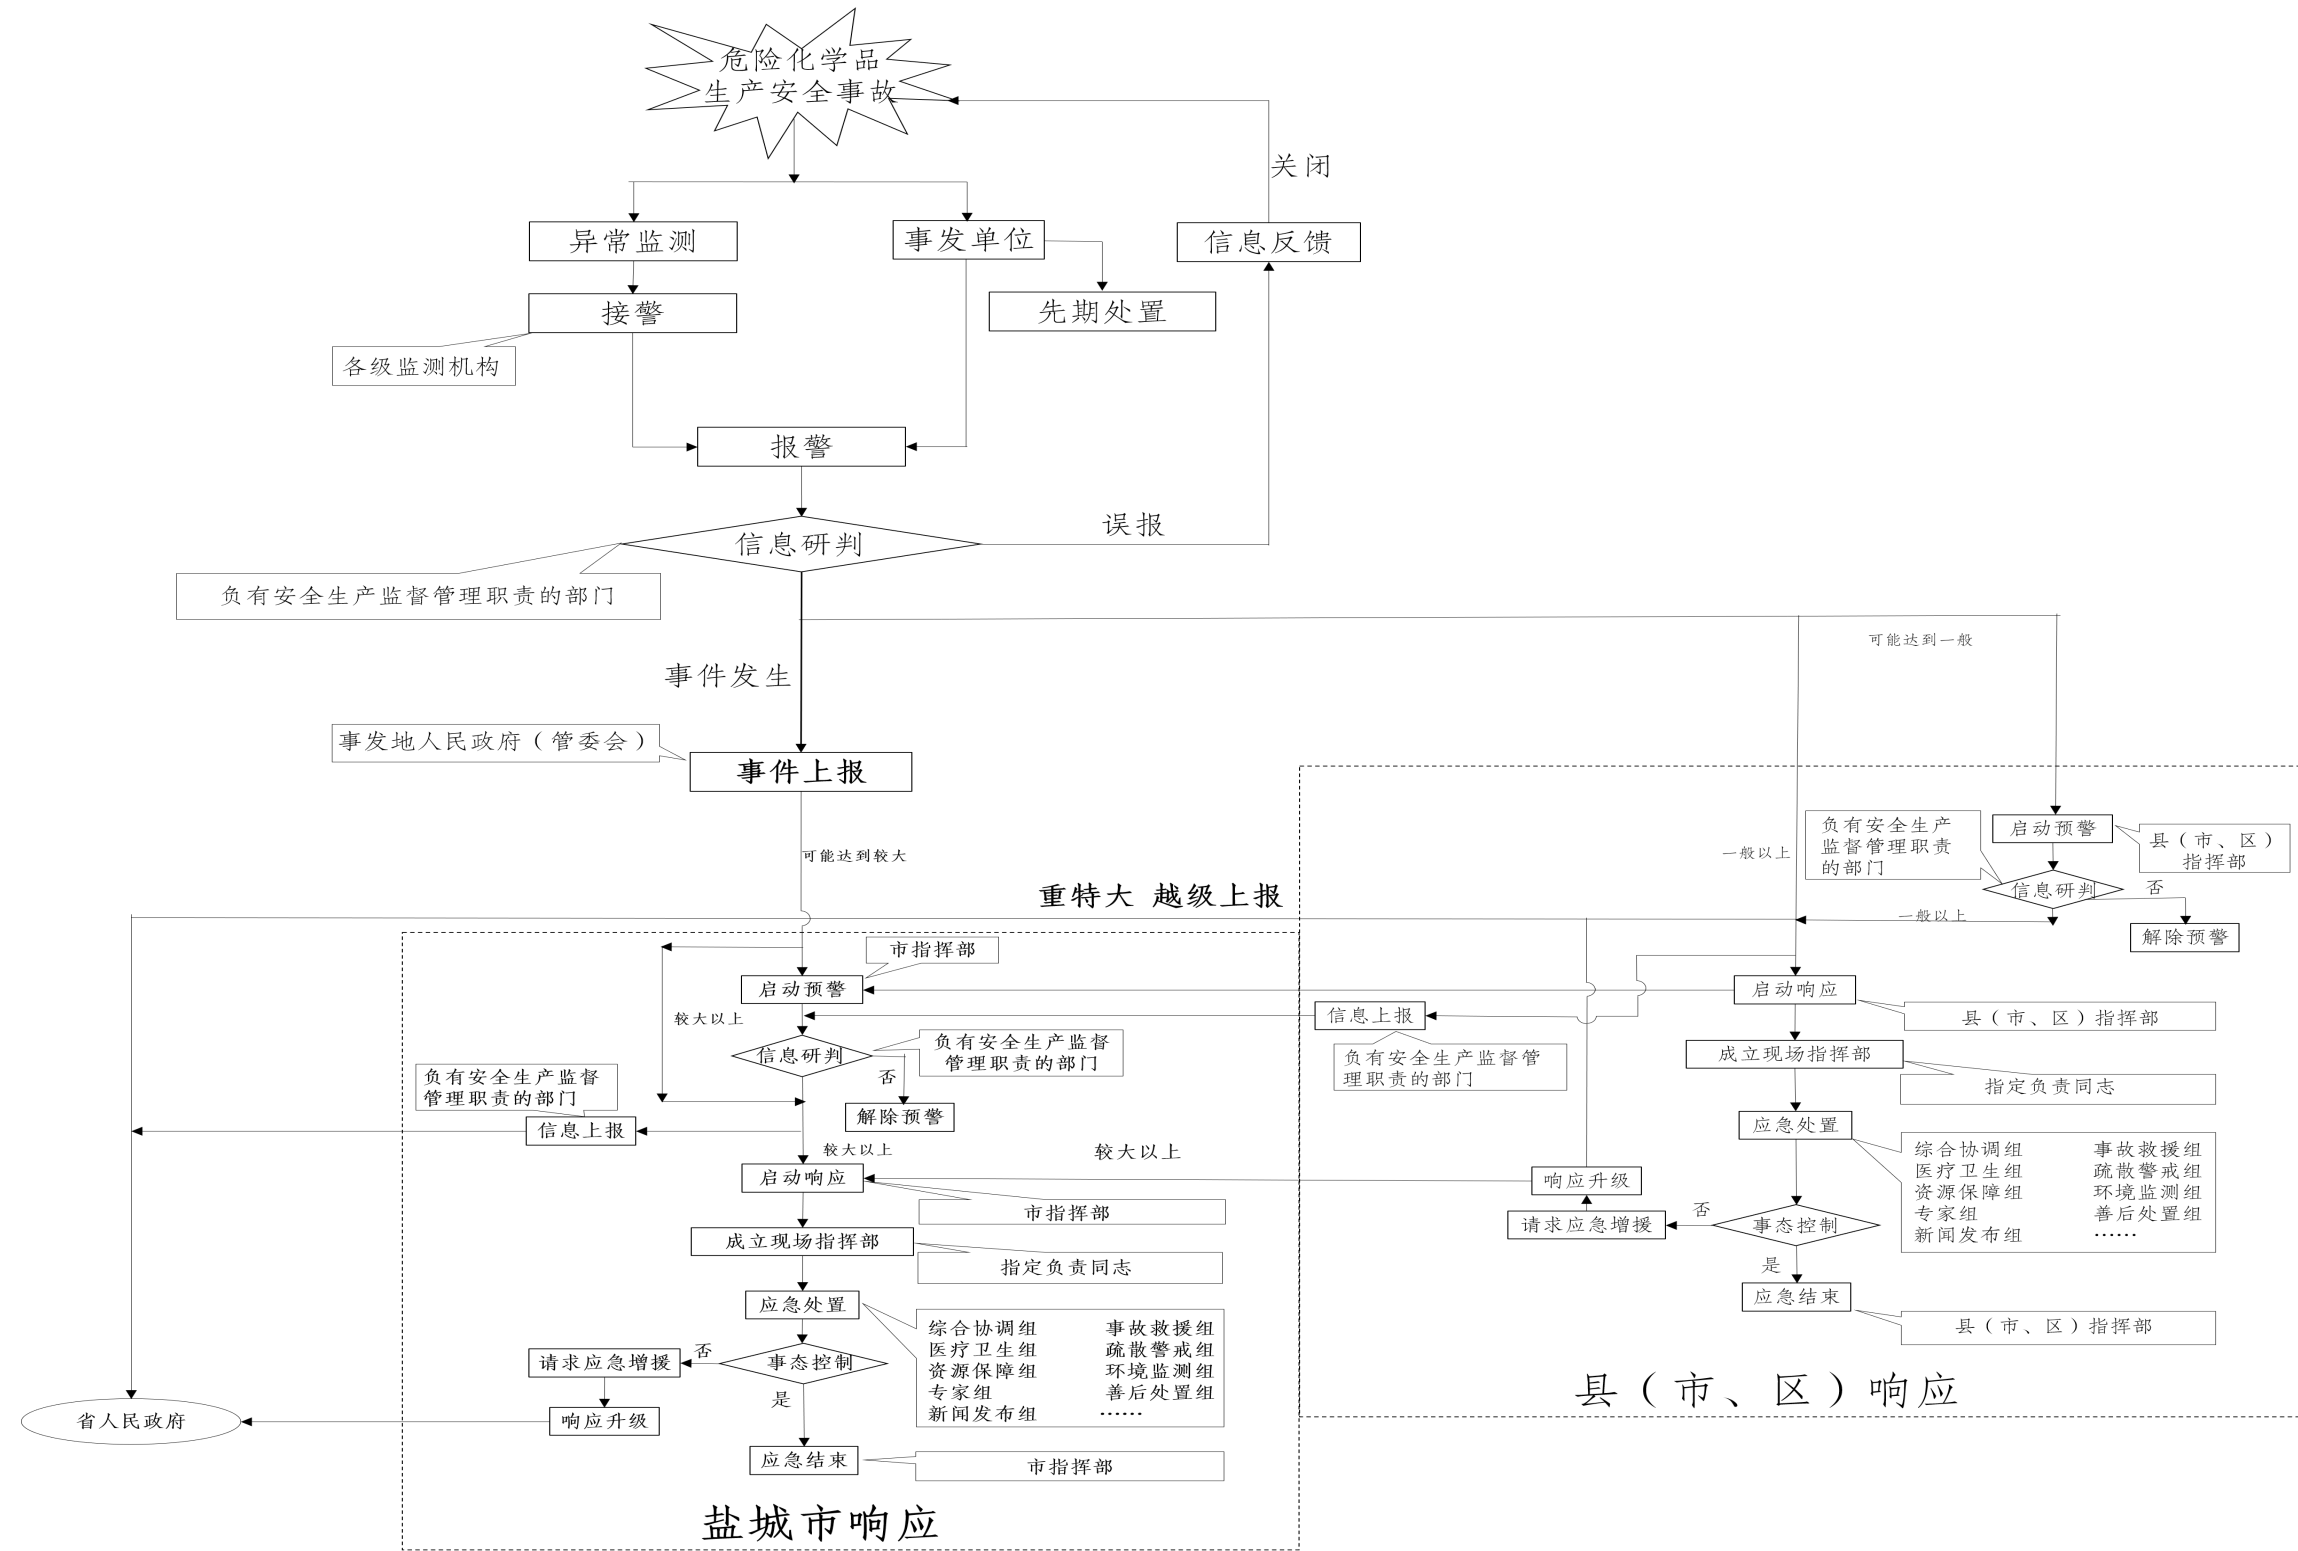 危险化学品
生产安全事故
关闭
异常监测
事发单位
信息反馈
接警
先期处置
各级监测机构
报警
误报
信息研判
负有安全生产监督管理职责的部门
可能达到一般
事件发生
事发地人民政府（管委会）
事件上报
可能达到较大
重特大 越级上报
一般以上
负有安全生产
监督管理职责
的部门
启动预警
县（市、区）
指挥部
信息研判
否
一般以上
解除预警
市指挥部
启动预警
较大以上
信息研判
负有安全生产监督
管理职责的部门
否
解除预警
负有安全生产监督
管理职责的部门
信息上报
较大以上
启动响应
市指挥部
成立现场指挥部
指定负责同志
应急处置
综合协调组 事故救援组
医疗卫生组 疏散警戒组
资源保障组 环境监测组
专家组 善后处置组
新闻发布组 ……
事态控制
否
请求应急增援
响应升级
是
应急结束
市指挥部
省人民政府
盐城市响应
信息上报
负有安全生产监督管
理职责的部门
较大以上
启动响应
县（市、区）指挥部
成立现场指挥部
指定负责同志
应急处置
综合协调组 事故救援组
医疗卫生组 疏散警戒组
资源保障组 环境监测组
专家组 善后处置组
新闻发布组 ……
响应升级
请求应急增援
否
事态控制
是
应急结束
县（市、区）指挥部
县（市、区）响应